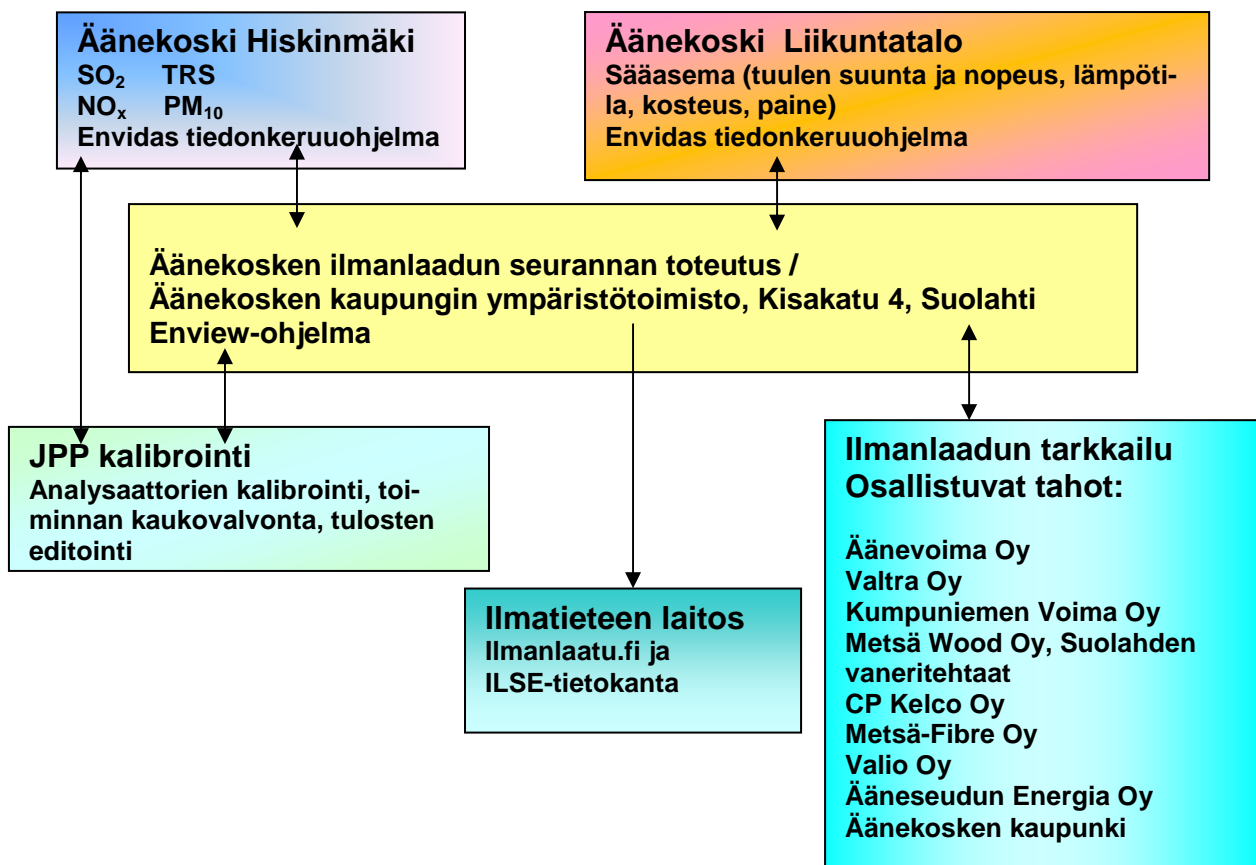 Äänekoski Hiskinmäki
SO₂ TRS
NOₓ PM₁₀
Envidas tiedonkeruuohjelma
Äänekoski Liikuntatalo
Sääasema (tuulen suunta ja nopeus, lämpöti-
la, kosteus, paine)
Envidas tiedonkeruuohjelma
Äänekosken ilmanlaadun seurannan toteutus /
Äänekosken kaupungin ympäristötoimisto, Kisakatu 4, Suolahti
Enview-ohjelma
JPP kalibrointi
Analysaattorien kalibrointi, toi-
minnan kaukovalvonta, tulosten
editointi
Ilmatieteen laitos
Ilmanlaatu.fi ja
ILSE-tietokanta
Ilmanlaadun tarkkailu
Osallistuvat tahot:
Äänevoima Oy
Valtra Oy
Kumpuniemen Voima Oy
Metsä Wood Oy, Suolahden
vaneritehtaat
CP Kelco Oy
Metsä-Fibre Oy
Valio Oy
Ääneseudun Energia Oy
Äänekosken kaupunki